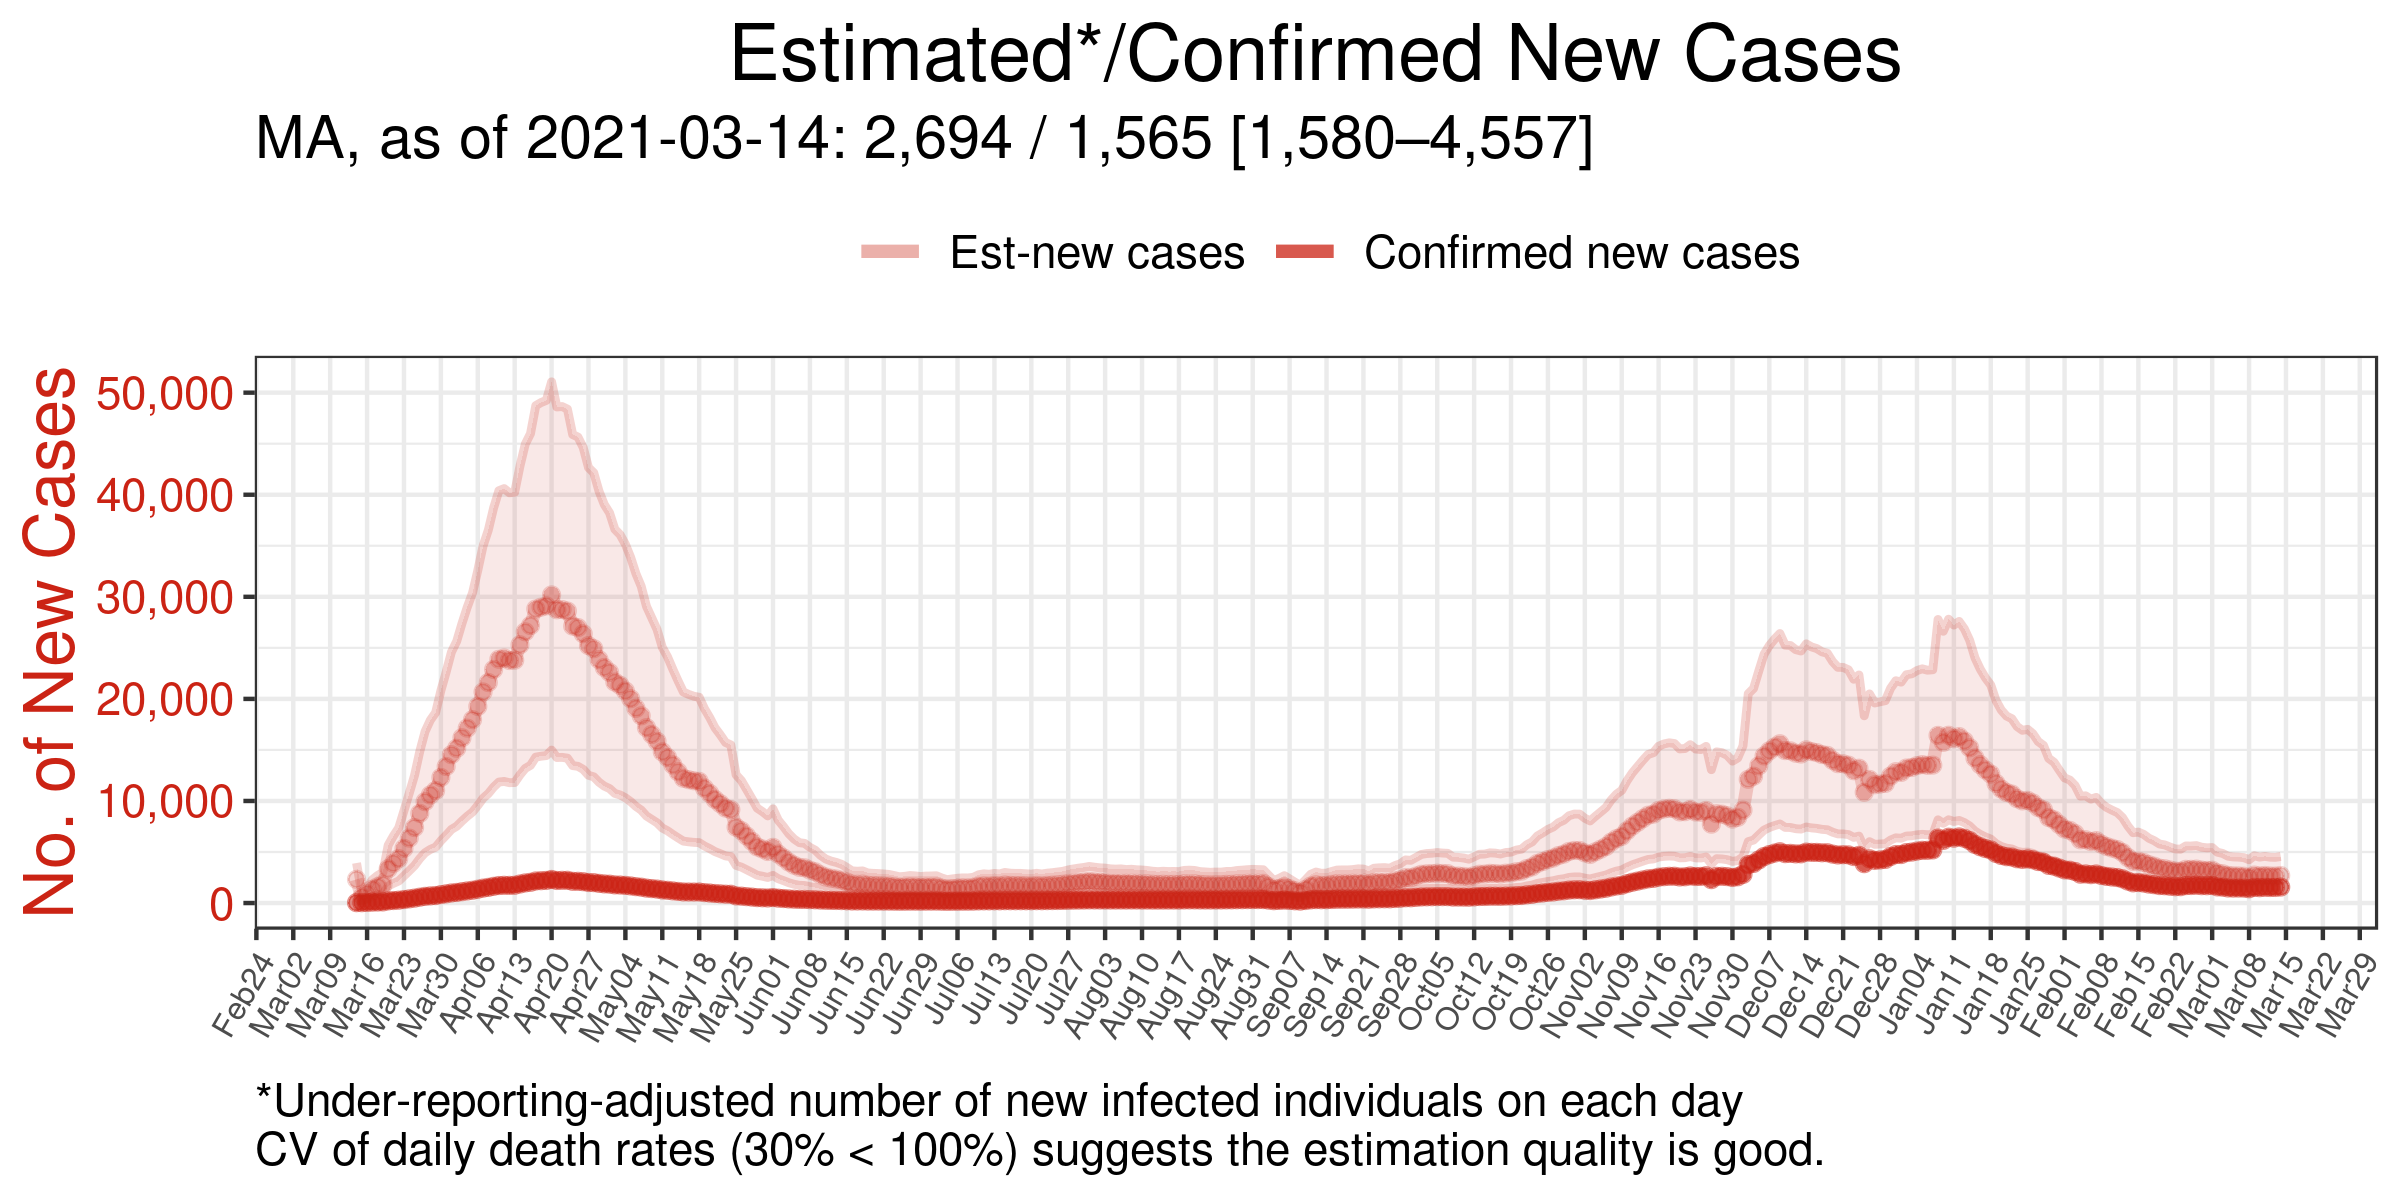 Estimated*/Confirmed New Cases
MA, as of 2021-03-14: 2,694 / 1,565 [1,580–4,557]
Est-new cases Confirmed new cases
No. of New Cases
50,000
40,000
30,000
20,000
10,000
0
Feb24 Mar02 Mar09 Mar16 Mar23 Mar30 Apr06 Apr13 Apr20 Apr27 May04 May11 May18 May25 Jun01 Jun08 Jun15 Jun22 Jun29 Jul06 Jul13 Jul20 Jul27 Aug03 Aug10 Aug17 Aug24 Aug31 Sep07 Sep14 Sep21 Sep28 Oct05 Oct12 Oct19 Oct26 Nov02 Nov09 Nov16 Nov23 Nov30 Dec07 Dec14 Dec21 Dec28 Jan04 Jan11 Jan18 Jan25 Feb01 Feb08 Feb15 Feb22 Mar01 Mar08 Mar15 Mar22 Mar29
*Under-reporting-adjusted number of new infected individuals on each day
CV of daily death rates (30% < 100%) suggests the estimation quality is good.